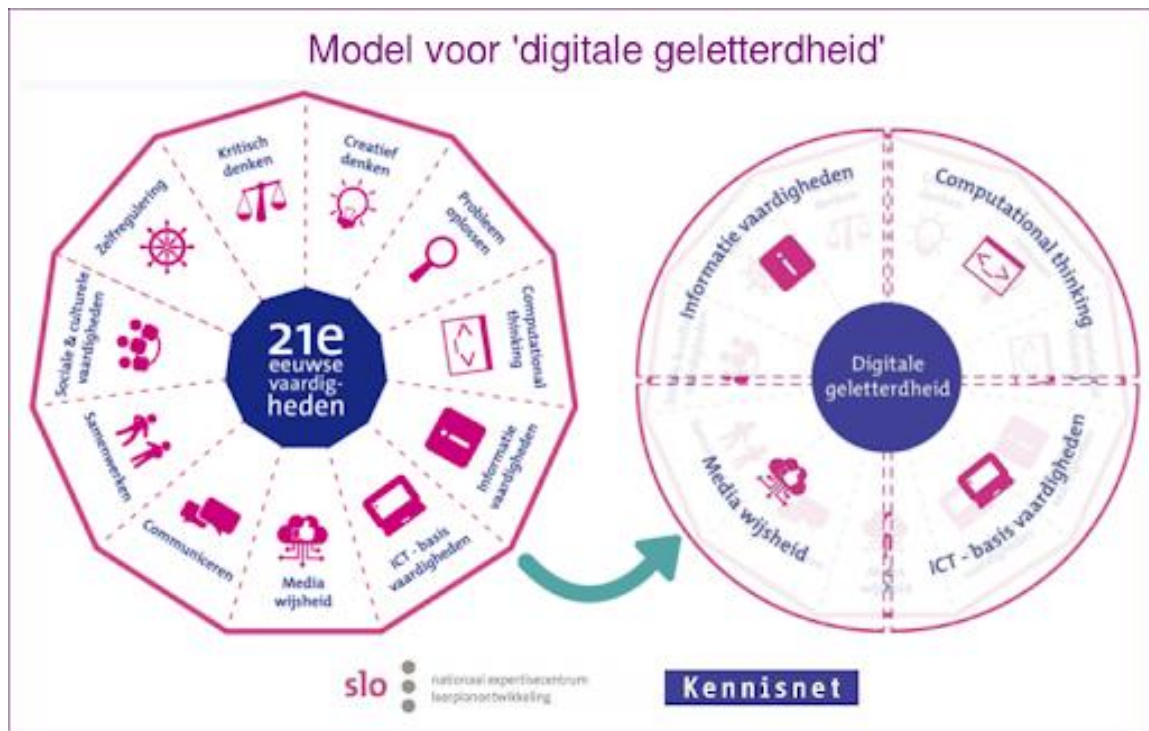 Model voor 'digitale geletterdheid'
Kritisch
denken
Creatief
denken
Probleem
oplossen
Computational
thinking
Informatie
vaardigheden
ICT - basis
vaardigheden
Media
wijsheid
Communiceren
Samenwerken
Sociale & culturele
vaardigheden
Zelfregulering
21e
eeuwse
vaardig-
heden
Informatie vaardigheden
Computational thinking
ICT - basis vaardigheden
Media wijsheid
Digitale
geletterdheid
slo
nationaal expertisecentrum
leerplanontwikkeling
Kennisnet